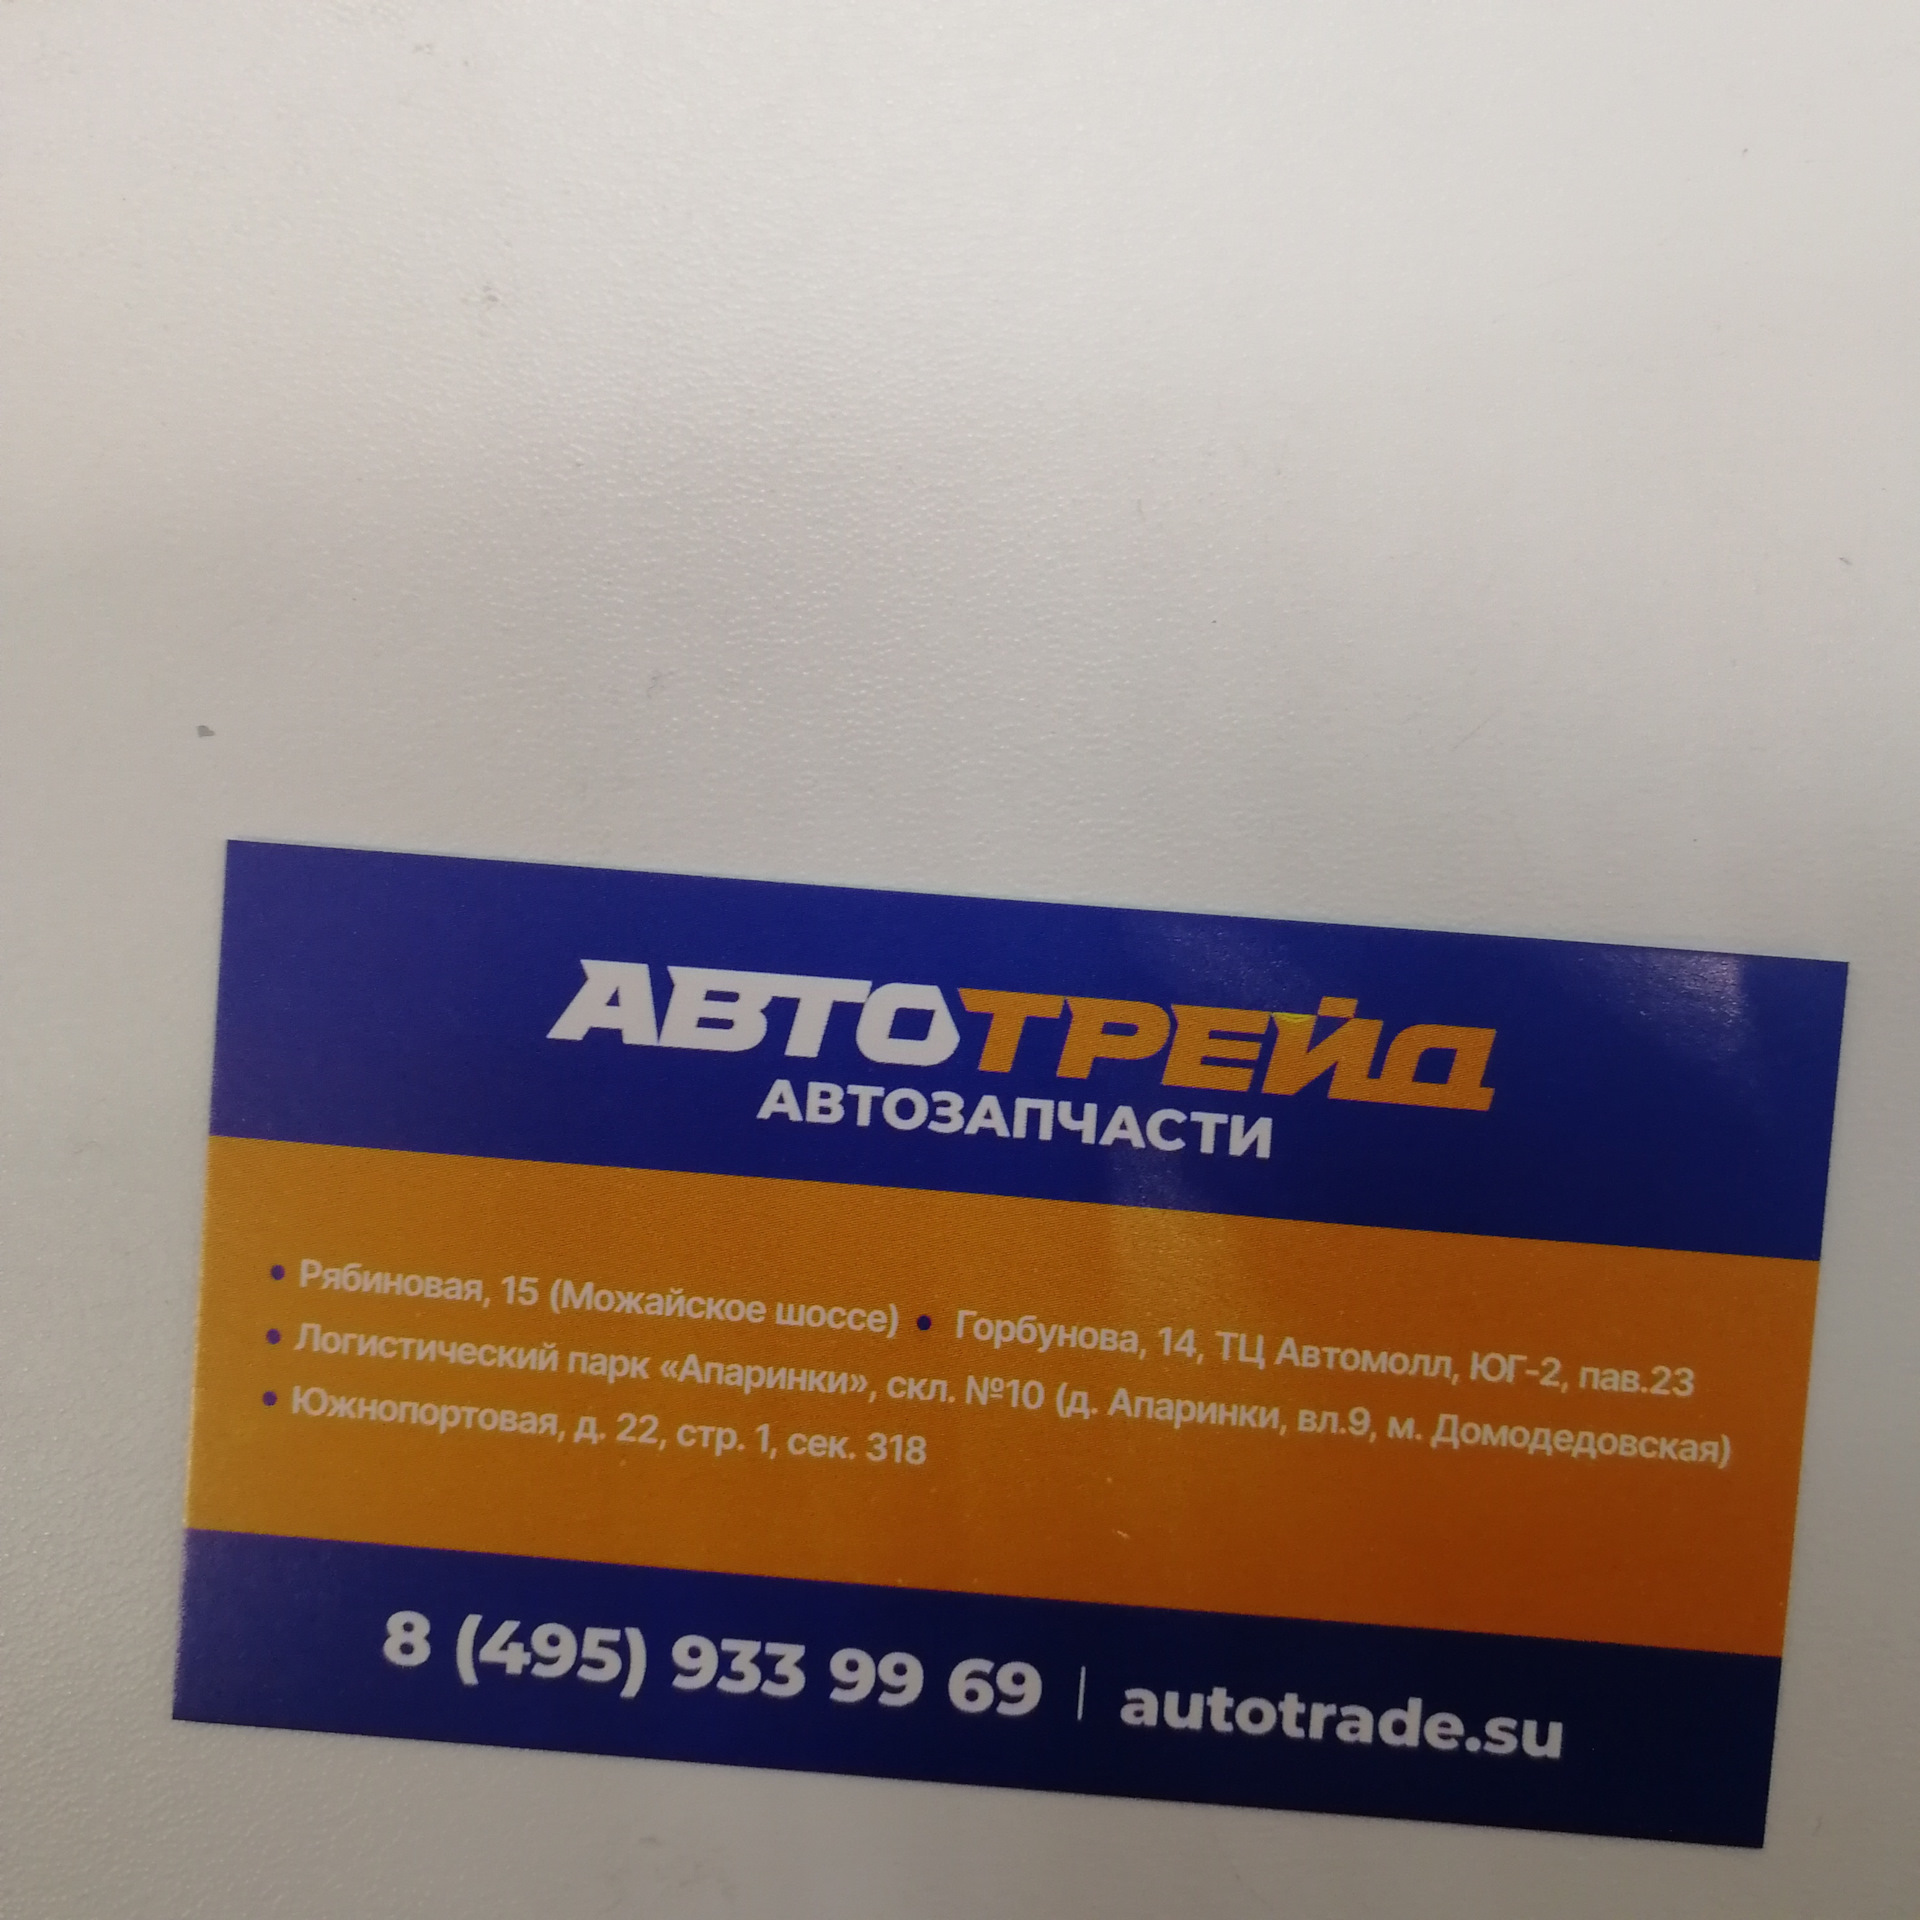 АВТОТРЕЙД
АВТОЗАПЧАСТИ
• Рябиновая, 15 (Можайское шоссе) • Горбунова, 14, ТЦ Автомолл, ЮГ-2, пав.23
• Логистический парк «Апаринки», скл. №10 (д. Апаринки, вл.9, м. Домодедовская)
• Южнопортовая, д. 22, стр. 1, сек. 318
8 (495) 933 99 69 | autotrade.su